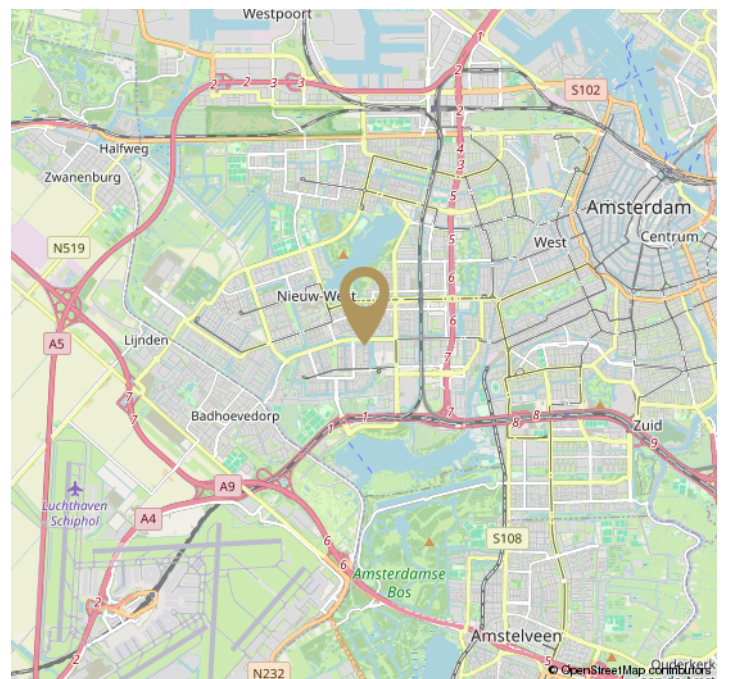 Westpoort
1
2
2 2 3 3
S102
2
Halfweg
4
3
Zwanenburg
5
Amsterdam
N519
5
West
Centrum
6
Nieuw-West
6
Lijnden
A5
7
7
7
Badhoevedorp
1
1
7
8
8
Zuid
9
A9
Luchthaven
Schiphol
A4
6
S108
6
Amsterdamse
Bos
2
Amstelveen
5
2
N232
Ouderkerk
© OpenStreetMap contributors